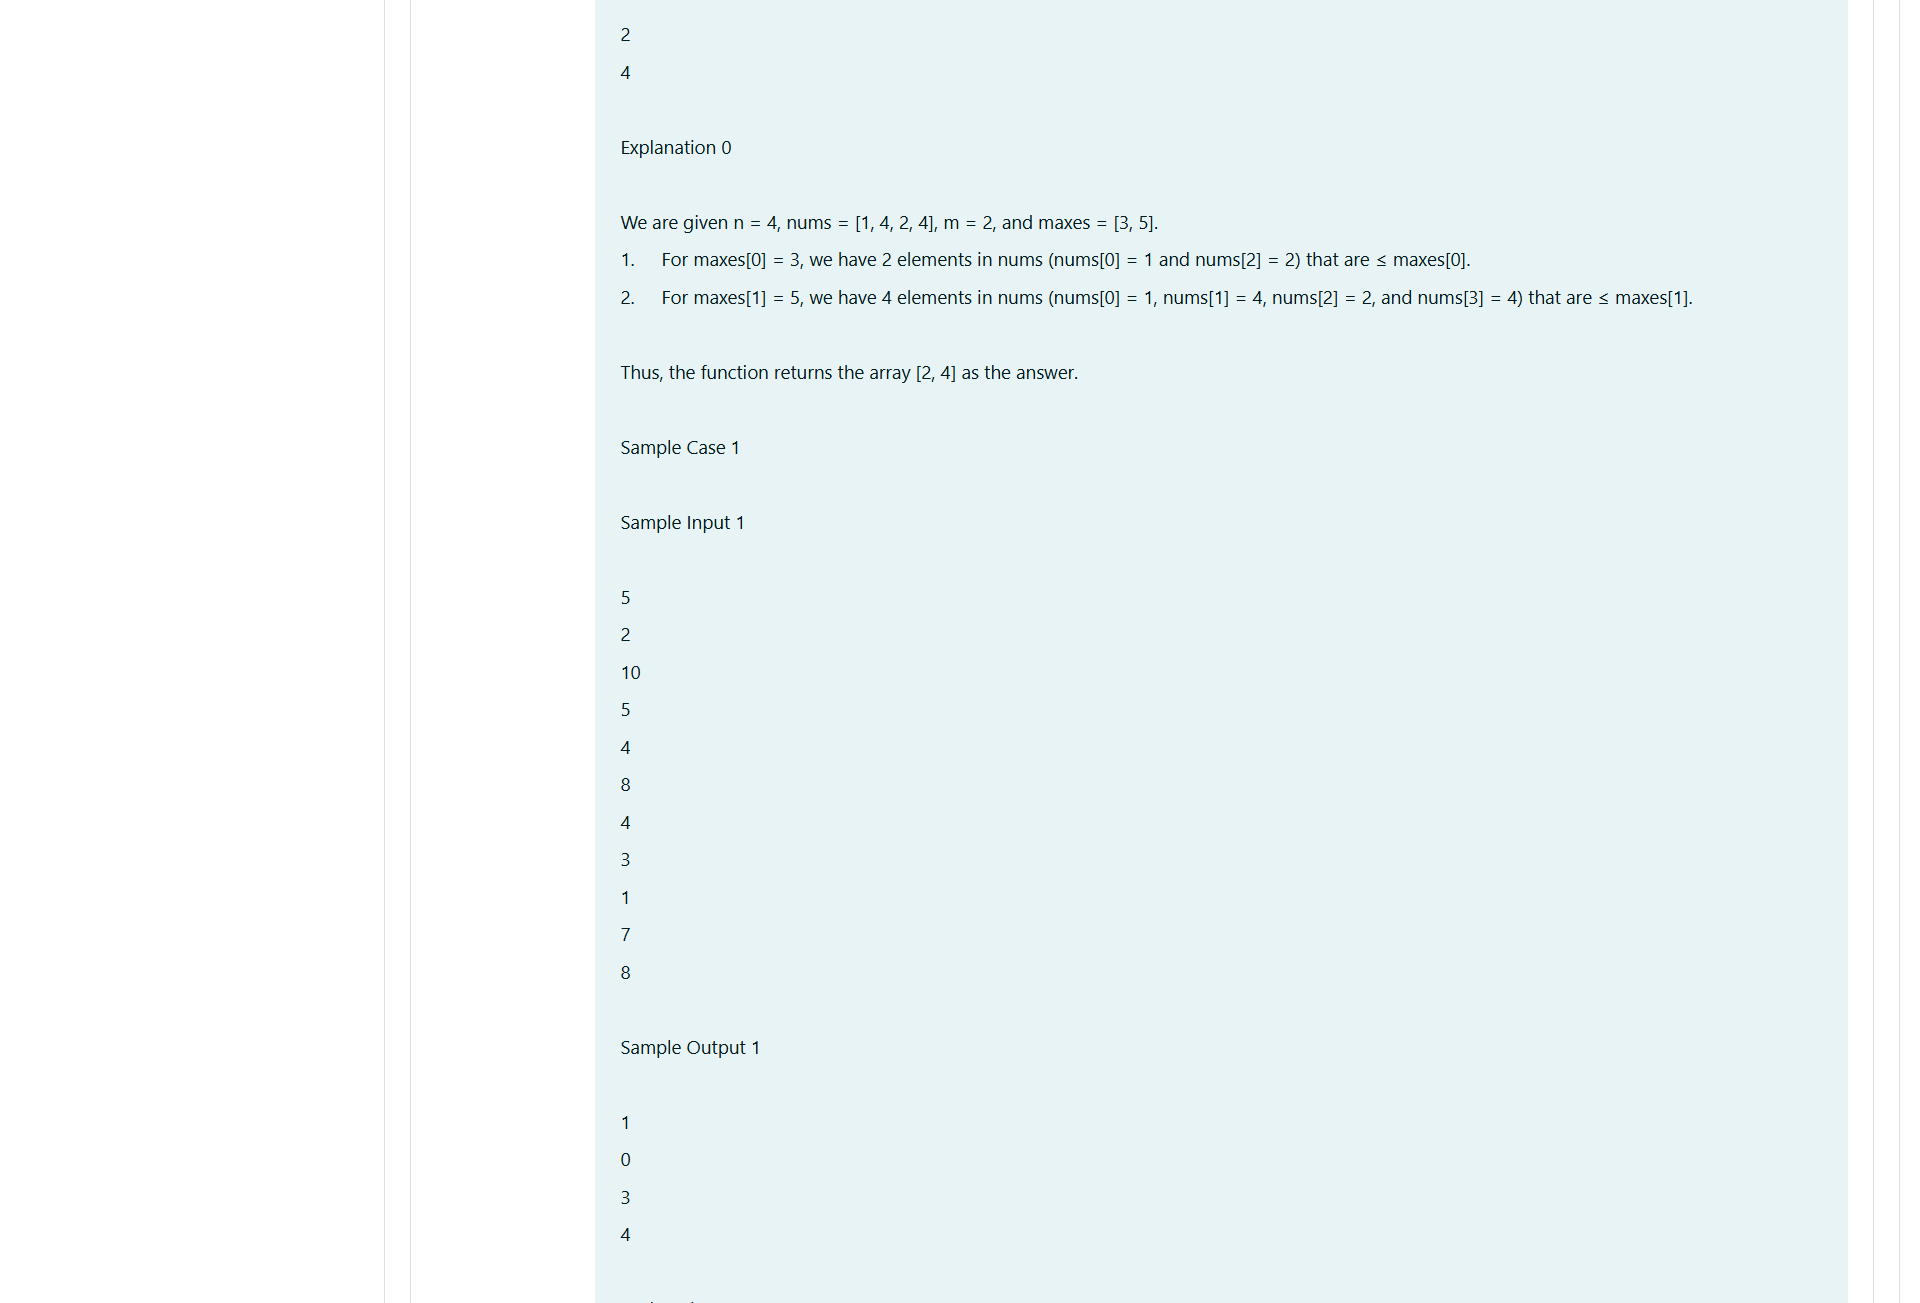 2
4
Explanation 0
We are given n = 4, nums = [1, 4, 2, 4], m = 2, and maxes = [3, 5].
1. For maxes[0] = 3, we have 2 elements in nums (nums[0] = 1 and nums[2] = 2) that are ≤ maxes[0].
2. For maxes[1] = 5, we have 4 elements in nums (nums[0] = 1, nums[1] = 4, nums[2] = 2, and nums[3] = 4) that are ≤ maxes[1].
Thus, the function returns the array [2, 4] as the answer.
Sample Case 1
Sample Input 1
5
2
10
5
4
8
4
3
1
7
8
Sample Output 1
1
0
3
4